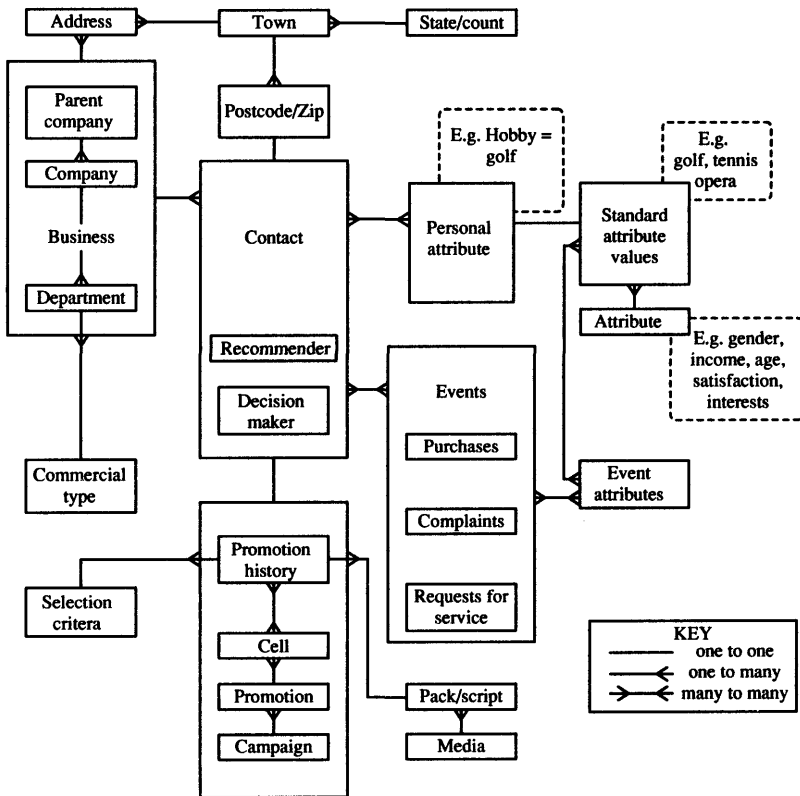 Address
Town
State/count
Parent
company
Company
Business
Department
Commercial
type
Postcode/Zip
Contact
Recommender
Decision
maker
E.g. Hobby =
golf
Personal
attribute
E.g.
golf, tennis
opera
Standard
attribute
values
Attribute
E.g. gender,
income, age,
satisfaction,
interests
Events
Purchases
Complaints
Requests for
service
Event
attributes
Selection
critera
Promotion
history
Cell
Promotion
Campaign
Pack/script
Media
KEY
one to one
one to many
many to many